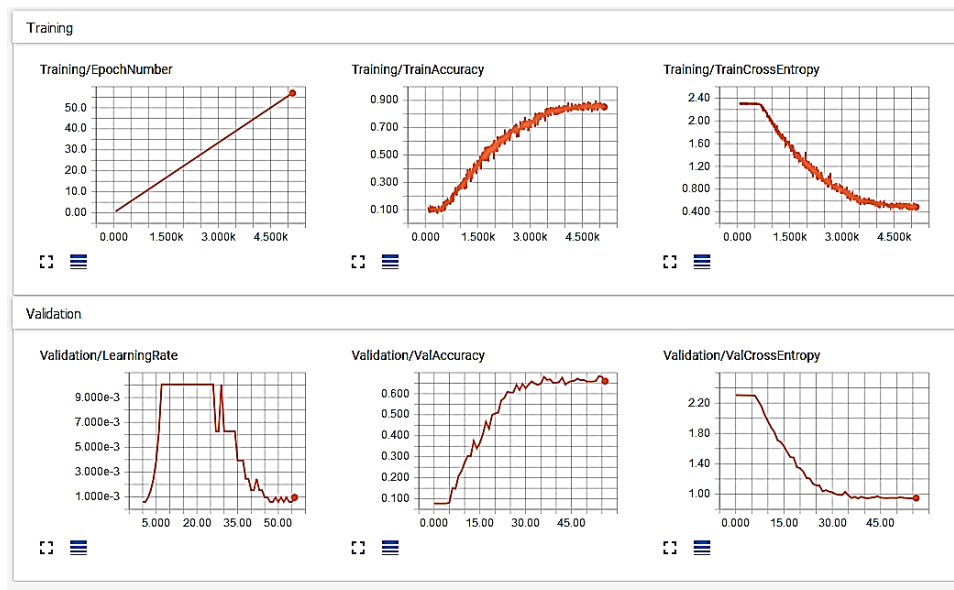 Training
Training/EpochNumber
Training/TrainAccuracy
Training/TrainCrossEntropy
50.0
40.0
30.0
20.0
10.0
0.00
0.000 1.500k 3.000k 4.500k
0.900
0.700
0.500
0.300
0.100
0.000 1.500k 3.000k 4.500k
2.40
2.00
1.60
1.20
0.800
0.400
0.000 1.500k 3.000k 4.500k
Validation
Validation/LearningRate
Validation/ValAccuracy
Validation/ValCrossEntropy
9.000e-3
7.000e-3
5.000e-3
3.000e-3
1.000e-3
5.000 20.00 35.00 50.00
0.600
0.500
0.400
0.300
0.200
0.100
0.000 15.00 30.00 45.00
2.20
1.80
1.40
1.00
0.000 15.00 30.00 45.00